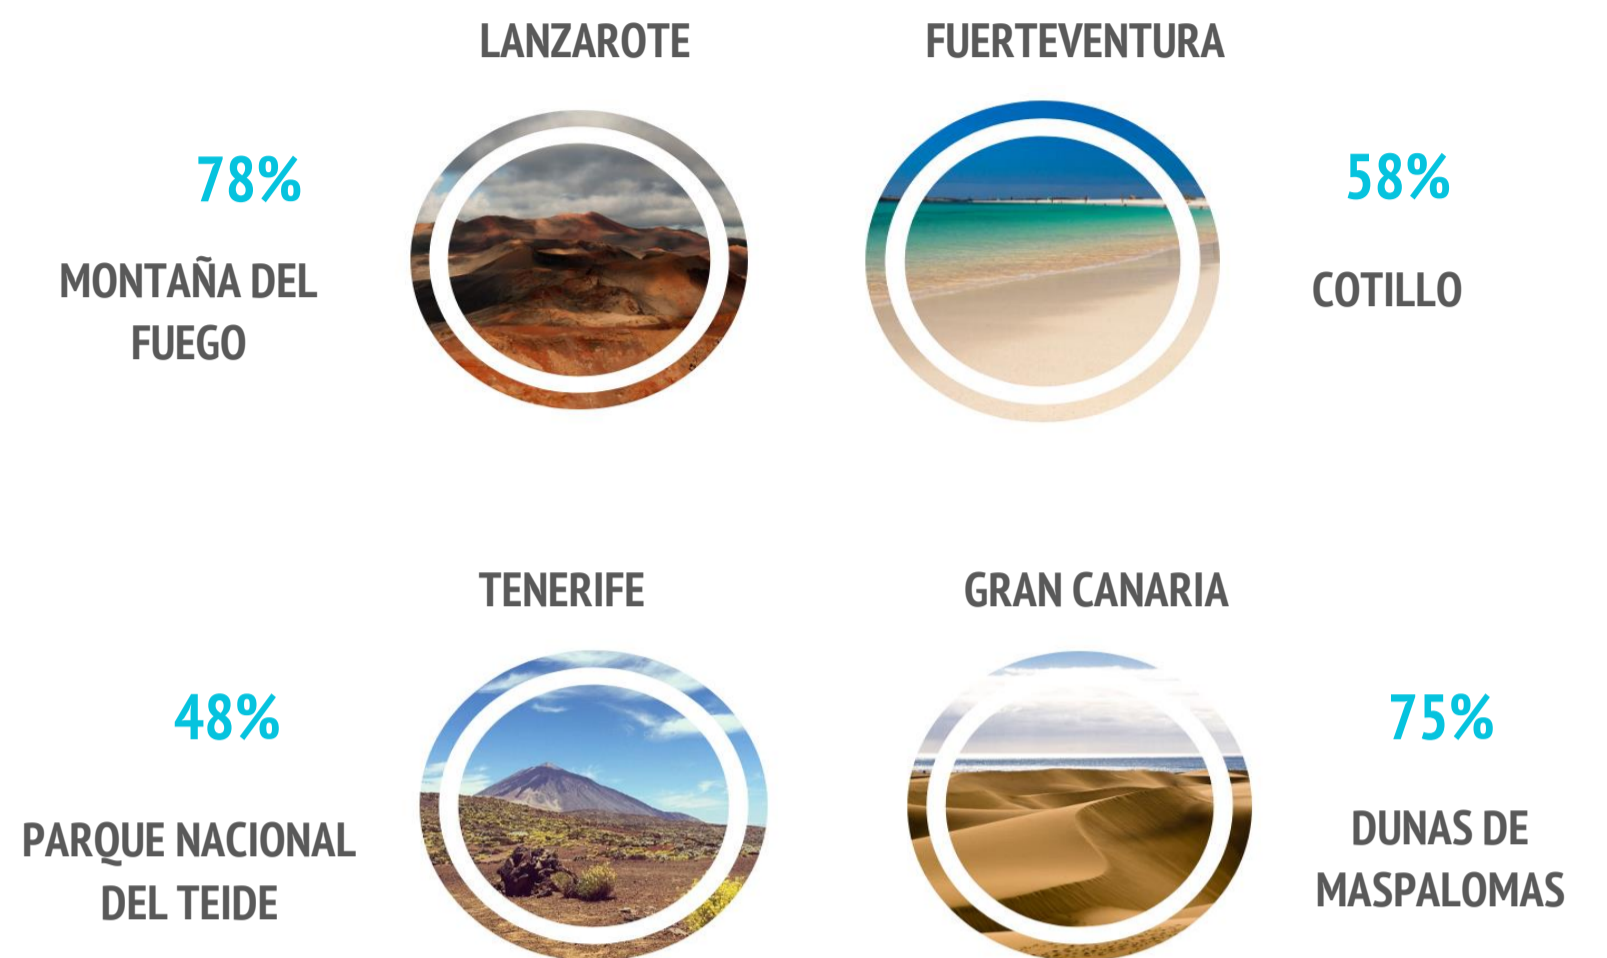 LANZAROTE
78%
MONTAÑA DEL
FUEGO
FUERTEVENTURA
58%
COTILLO
TENERIFE
48%
PARQUE NACIONAL
DEL TEIDE
GRAN CANARIA
75%
DUNAS DE
MASPALOMAS